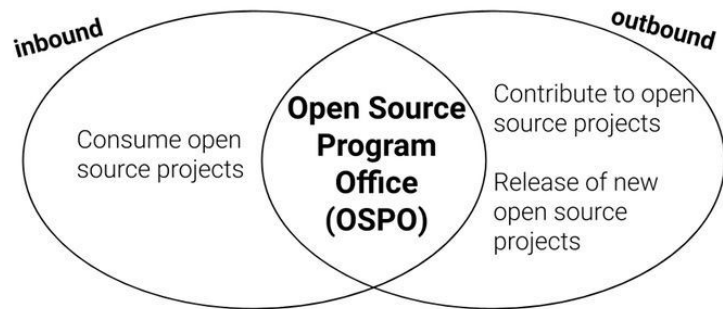 inbound
outbound
Consume open
source projects
Open Source
Program
Office
(OSPO)
Contribute to open
source projects
Release of new
open source
projects